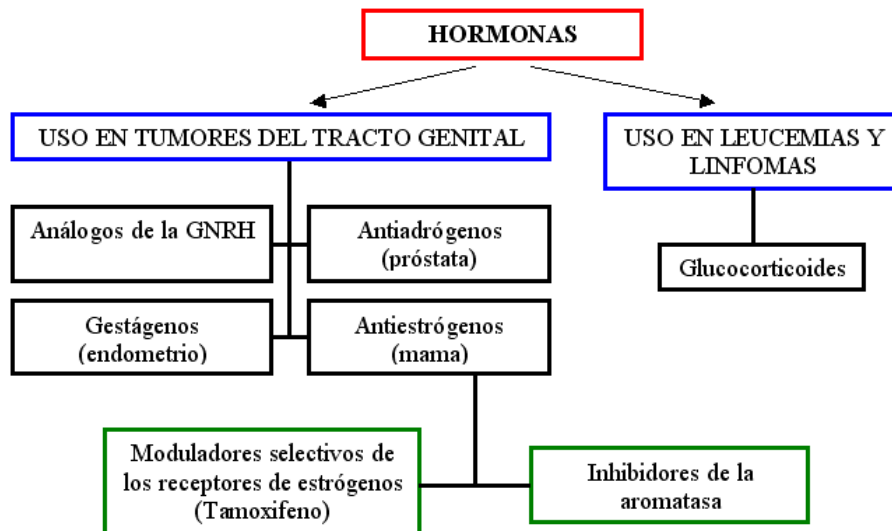 HORMONAS
USO EN TUMORES DEL TRACTO GENITAL
USO EN LEUCEMIAS Y
LINFOMAS
Análogos de la GNRH
Antiadrógenos
(próstata)
Glucocorticoides
Gestágenos
(endometrio)
Antiestrógenos
(mama)
Moduladores selectivos de
los receptores de estrógenos
(Tamoxifeno)
Inhibidores de la
aromatasa